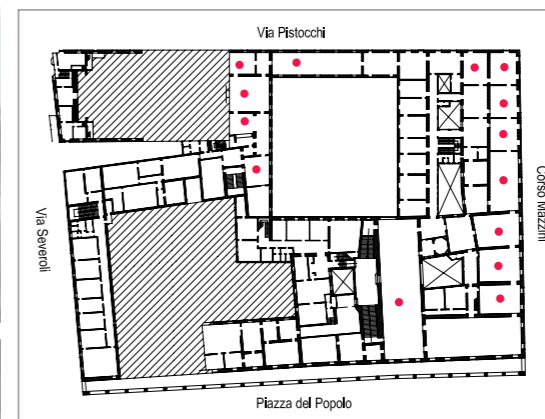 Via Pistocchi
Via Severoli
Corso Mazzini
Piazza del Popolo